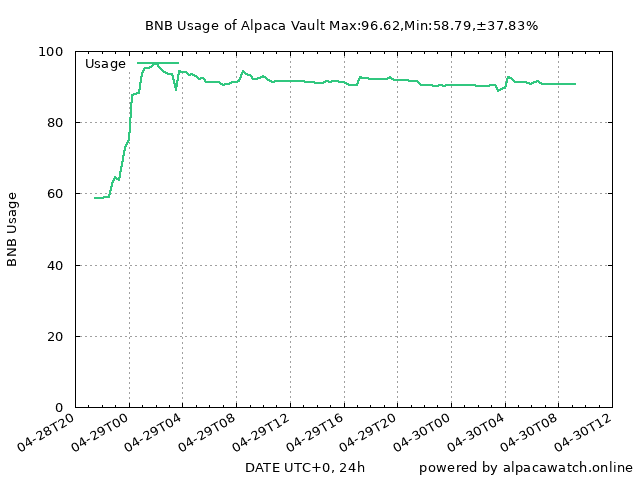 BNB Usage of Alpaca Vault Max:96.62,Min:58.79,±37.83%
Usage
100
80
60
40
20
0
BNB Usage
04-28T20
04-29T00
04-29T04
04-29T08
04-29T12
04-29T16
04-29T20
04-30T00
04-30T04
04-30T08
04-30T12
DATE UTC+0, 24h
powered by alpacawatch.online